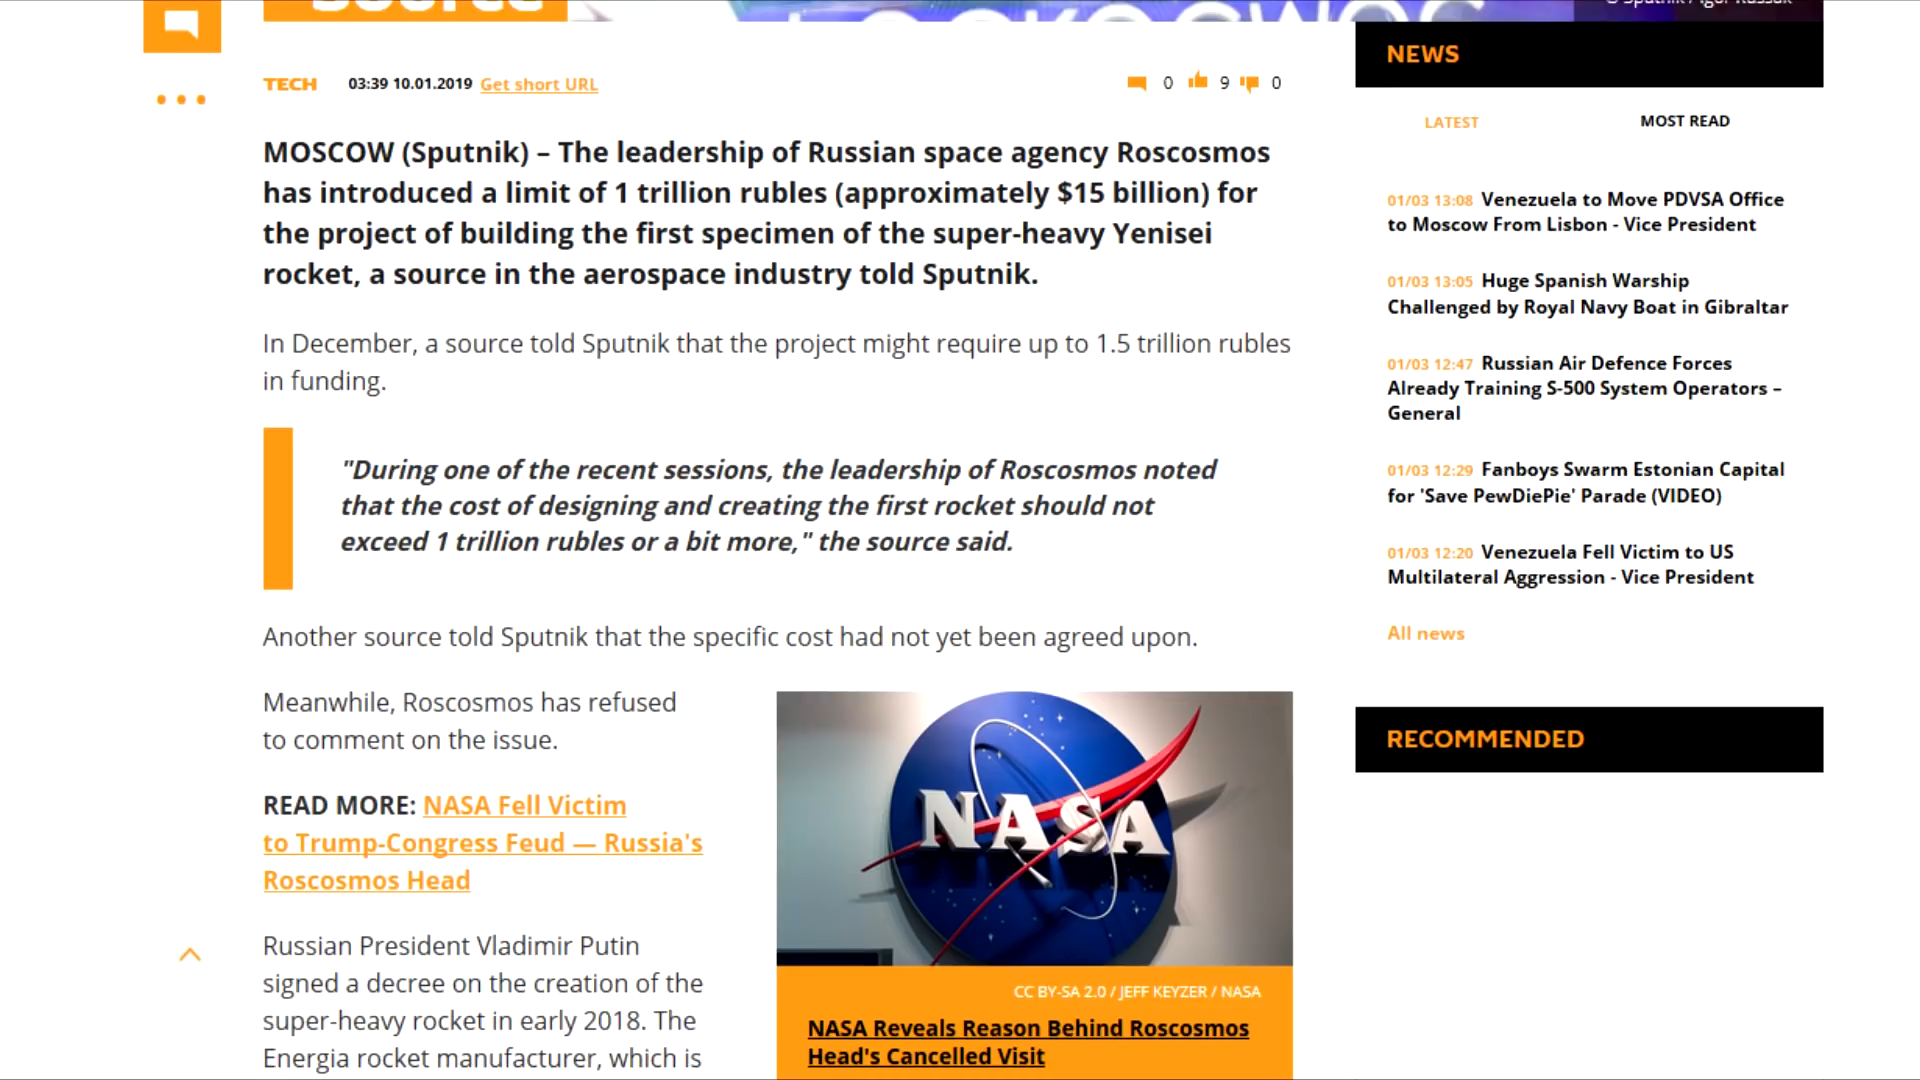 Source
© Sputnik / Igor Russak
TECH 03:39 10.01.2019 Get short URL
0 9 0
MOSCOW (Sputnik) – The leadership of Russian space agency Roscosmos
has introduced a limit of 1 trillion rubles (approximately $15 billion) for
the project of building the first specimen of the super-heavy Yenisei
rocket, a source in the aerospace industry told Sputnik.
In December, a source told Sputnik that the project might require up to 1.5 trillion rubles
in funding.
"During one of the recent sessions, the leadership of Roscosmos noted
that the cost of designing and creating the first rocket should not
exceed 1 trillion rubles or a bit more," the source said.
Another source told Sputnik that the specific cost had not yet been agreed upon.
Meanwhile, Roscosmos has refused
to comment on the issue.
READ MORE: NASA Fell Victim
to Trump-Congress Feud — Russia's
Roscosmos Head
Russian President Vladimir Putin
signed a decree on the creation of the
super-heavy rocket in early 2018. The
Energia rocket manufacturer, which is
NASA
CC BY-SA 2.0 / JEFF KEYZER / NASA
NASA Reveals Reason Behind Roscosmos
Head's Cancelled Visit
NEWS
LATEST
MOST READ
01/03 13:08 Venezuela to Move PDVSA Office
to Moscow From Lisbon - Vice President
01/03 13:05 Huge Spanish Warship
Challenged by Royal Navy Boat in Gibraltar
01/03 12:47 Russian Air Defence Forces
Already Training S-500 System Operators –
General
01/03 12:29 Fanboys Swarm Estonian Capital
for 'Save PewDiePie' Parade (VIDEO)
01/03 12:20 Venezuela Fell Victim to US
Multilateral Aggression - Vice President
All news
RECOMMENDED